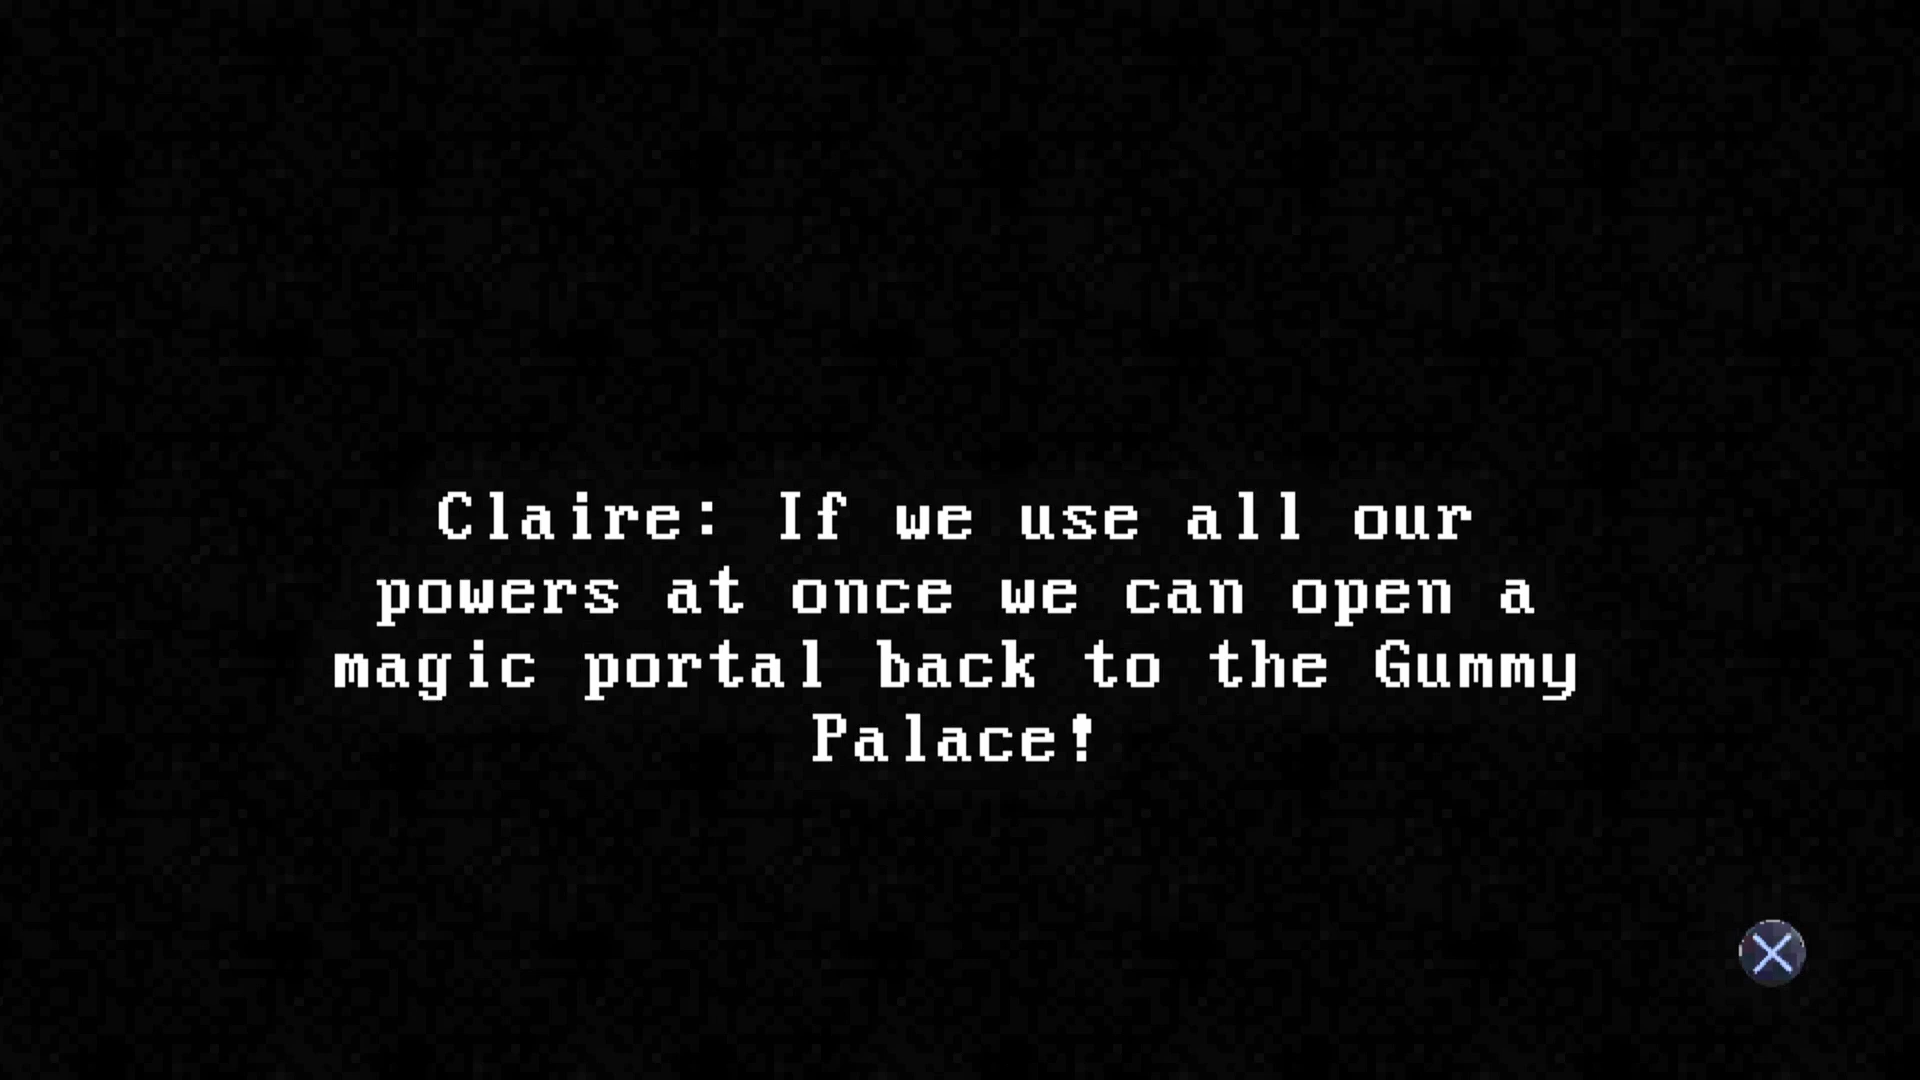 Claire: If we use all our
powers at once we can open a
magic portal back to the Gummy
Palace!